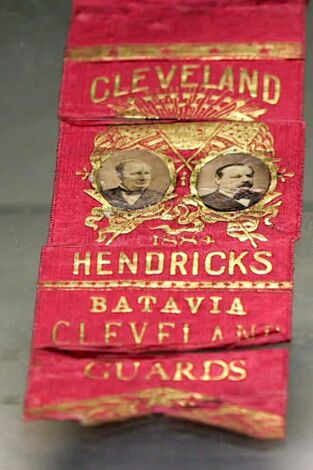 CLEVELAND
1884
HENDRICKS
BATAVIA
CLEVELAND
GUARDS